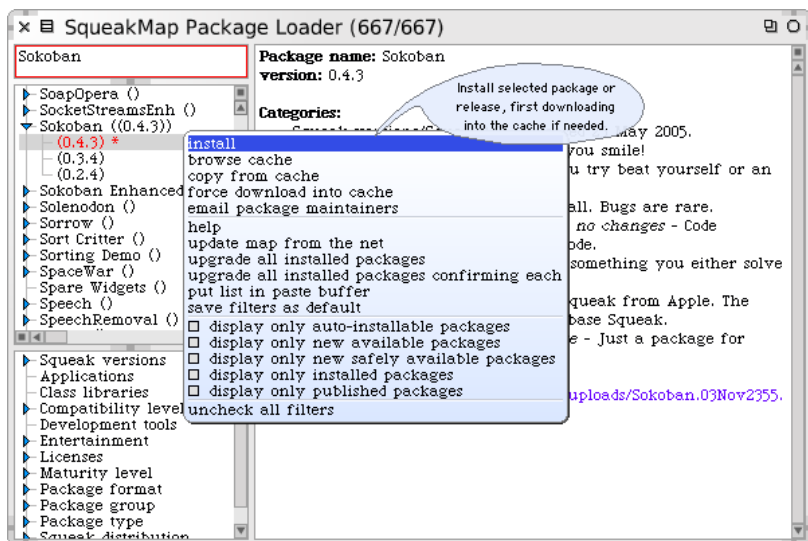 SqueakMap Package Loader (667/667)
Sokoban
SoapOpera ()
SocketStreamsEnh ()
Sokoban ((0.4.3))
(0.4.3) *
(0.3.4)
(0.2.4)
Sokoban Enhanced
Solenodon ()
Sorrow ()
Sort Critter ()
Sorting Demo ()
SpaceWar ()
Spare Widgets ()
Speech ()
SpeechRemoval ()
Squeak versions
Applications
Class libraries
Compatibility level
Development tools
Entertainment
Licenses
Maturity level
Package format
Package group
Package type
Squeak distribution
Package name: Sokoban
version: 0.4.3
Categories:
May 2005.
you smile!
u try beat yourself or an
all. Bugs are rare.
no changes - Code
ode.
something you either solve
queak from Apple. The
base Squeak.
e - Just a package for
uploads/Sokoban.03Nov2355.
Install selected package or
release, first downloading
into the cache if needed.
install
browse cache
copy from cache
force download into cache
email package maintainers
help
update map from the net
upgrade all installed packages
upgrade all installed packages confirming each
put list in paste buffer
save filters as default
display only auto-installable packages
display only new available packages
display only new safely available packages
display only installed packages
display only published packages
uncheck all filters